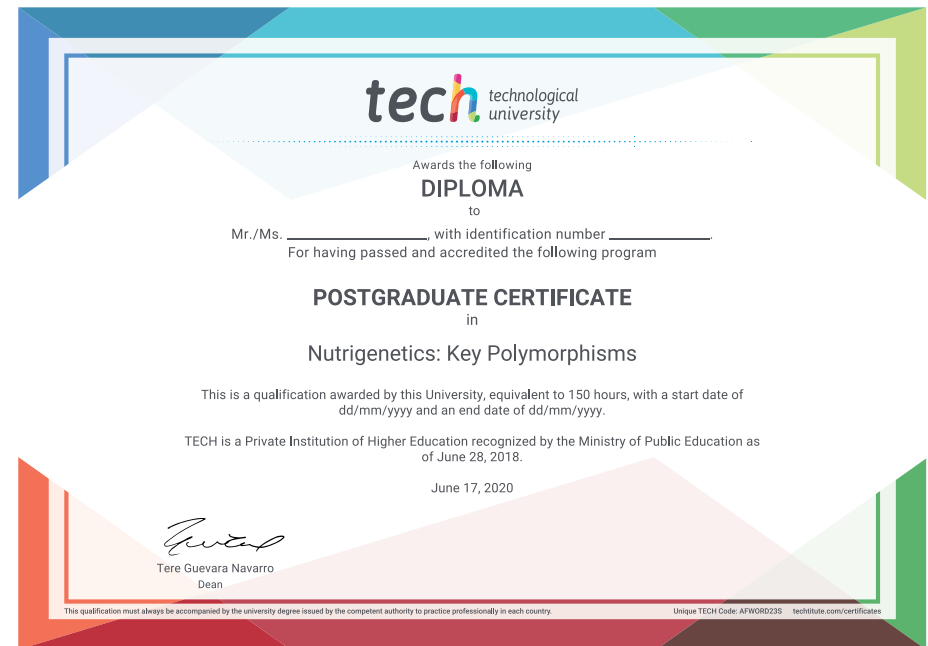 tech technological
university
Awards the following
DIPLOMA
to
Mr./Ms. ____________________, with identification number ______________.
For having passed and accredited the following program
POSTGRADUATE CERTIFICATE
in
Nutrigenetics: Key Polymorphisms
This is a qualification awarded by this University, equivalent to 150 hours, with a start date of
dd/mm/yyyy and an end date of dd/mm/yyyy.
TECH is a Private Institution of Higher Education recognized by the Ministry of Public Education as
of June 28, 2018.
June 17, 2020
Tere Guevara Navarro
Dean
This qualification must always be accompanied by the university degree issued by the competent authority to practice professionally in each country.
Unique TECH Code: AFWORD23S techtitute.com/certificates